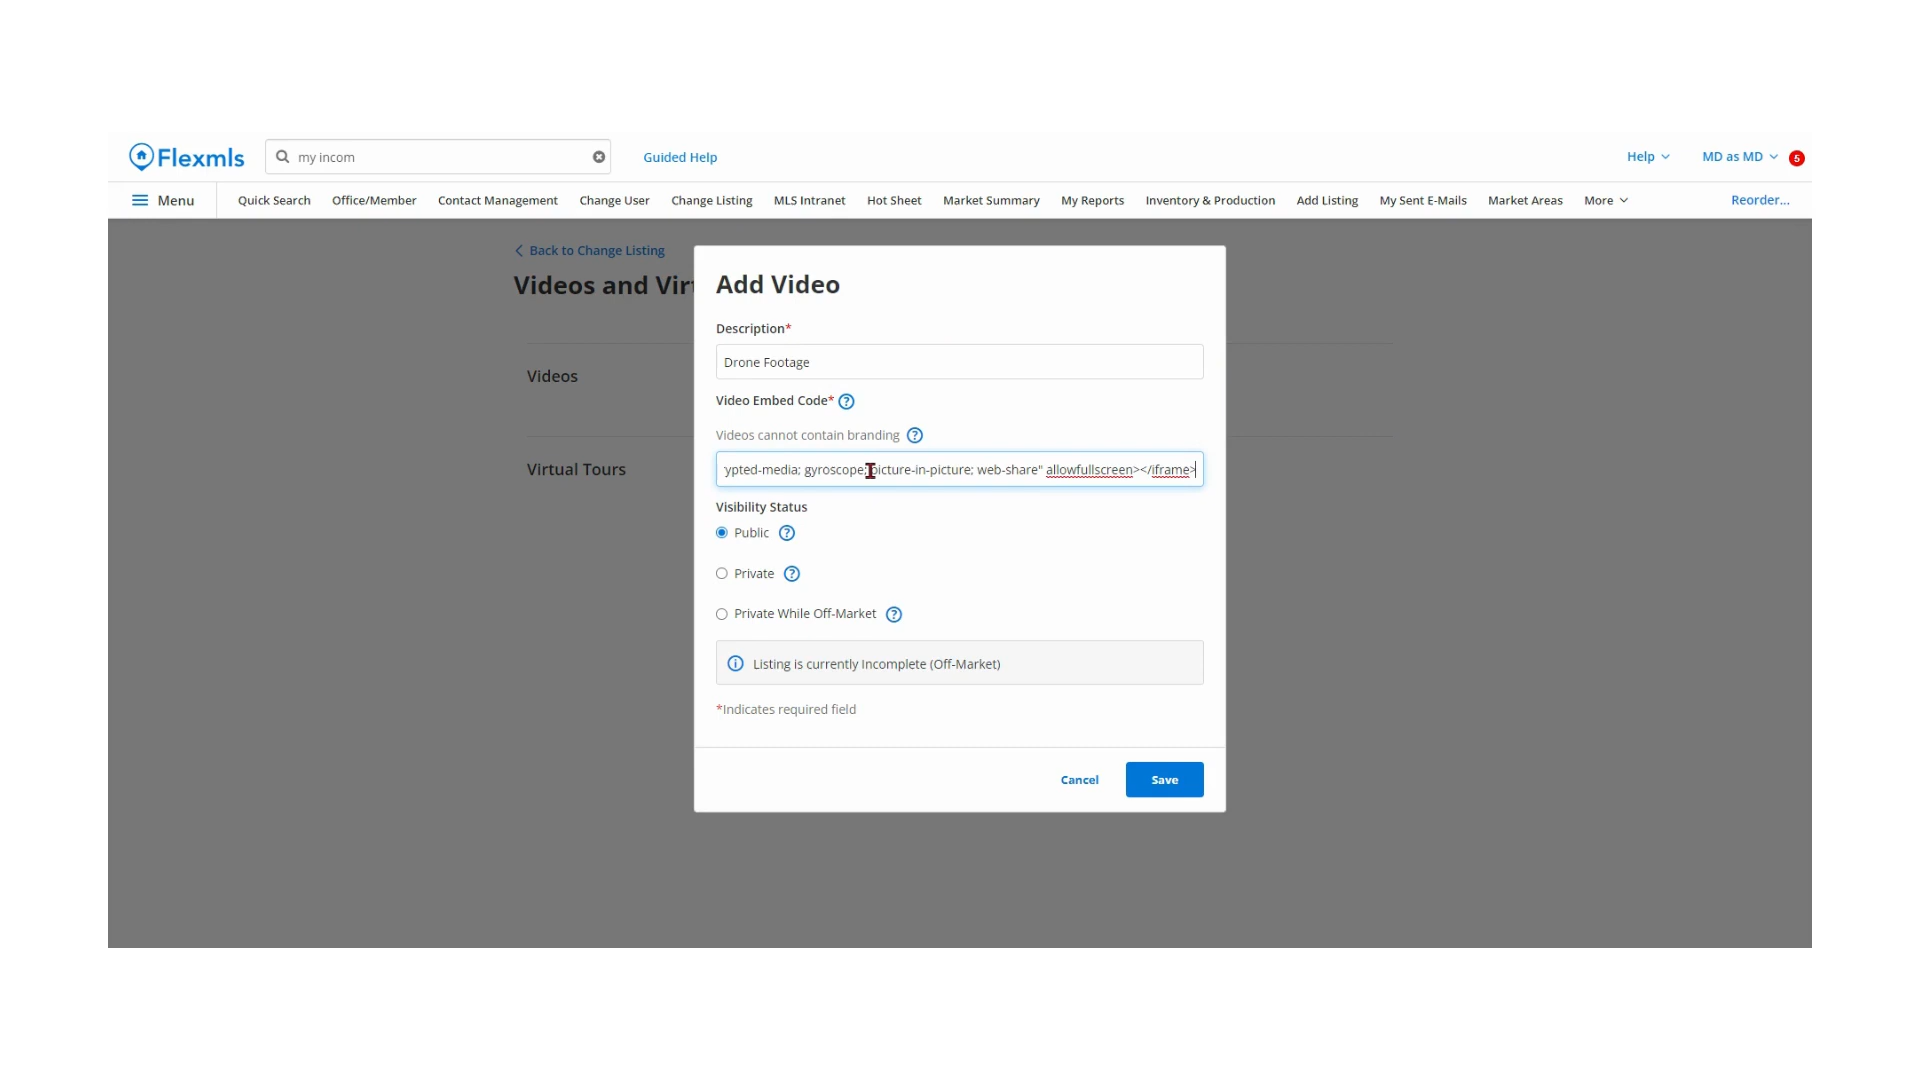 Flexmls
my incom
Guided Help
Help
MD as MD
5
Menu
Quick Search
Office/Member
Contact Management
Change User
Change Listing
MLS Intranet
Hot Sheet
Market Summary
My Reports
Inventory & Production
Add Listing
My Sent E-Mails
Market Areas
More
Reorder...
Back to Change Listing
Videos and Virt
Videos
Virtual Tours
Add Video
Description*
Drone Footage
Video Embed Code* ?
Videos cannot contain branding ?
ypted-media; gyroscope; picture-in-picture; web-share" allowfullscreen></iframe>
Visibility Status
Public ?
Private ?
Private While Off-Market ?
Listing is currently Incomplete (Off-Market)
*Indicates required field
Cancel
Save